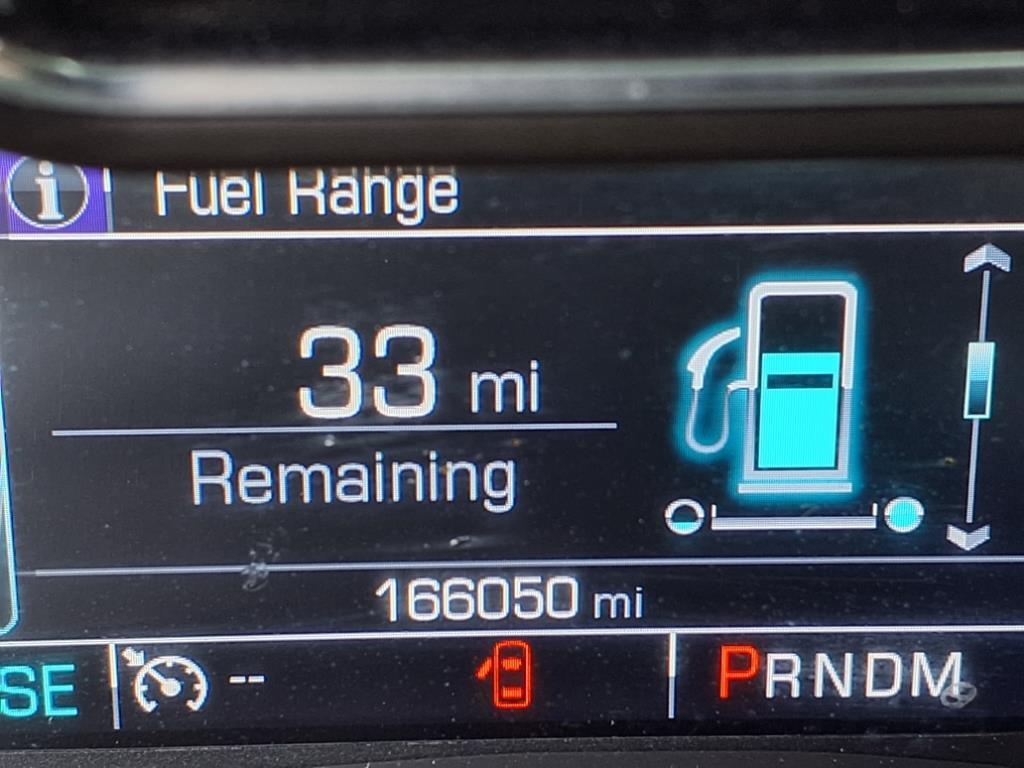 i Fuel Range
33 mi
Remaining
166050 mi
SE -- PRNDM